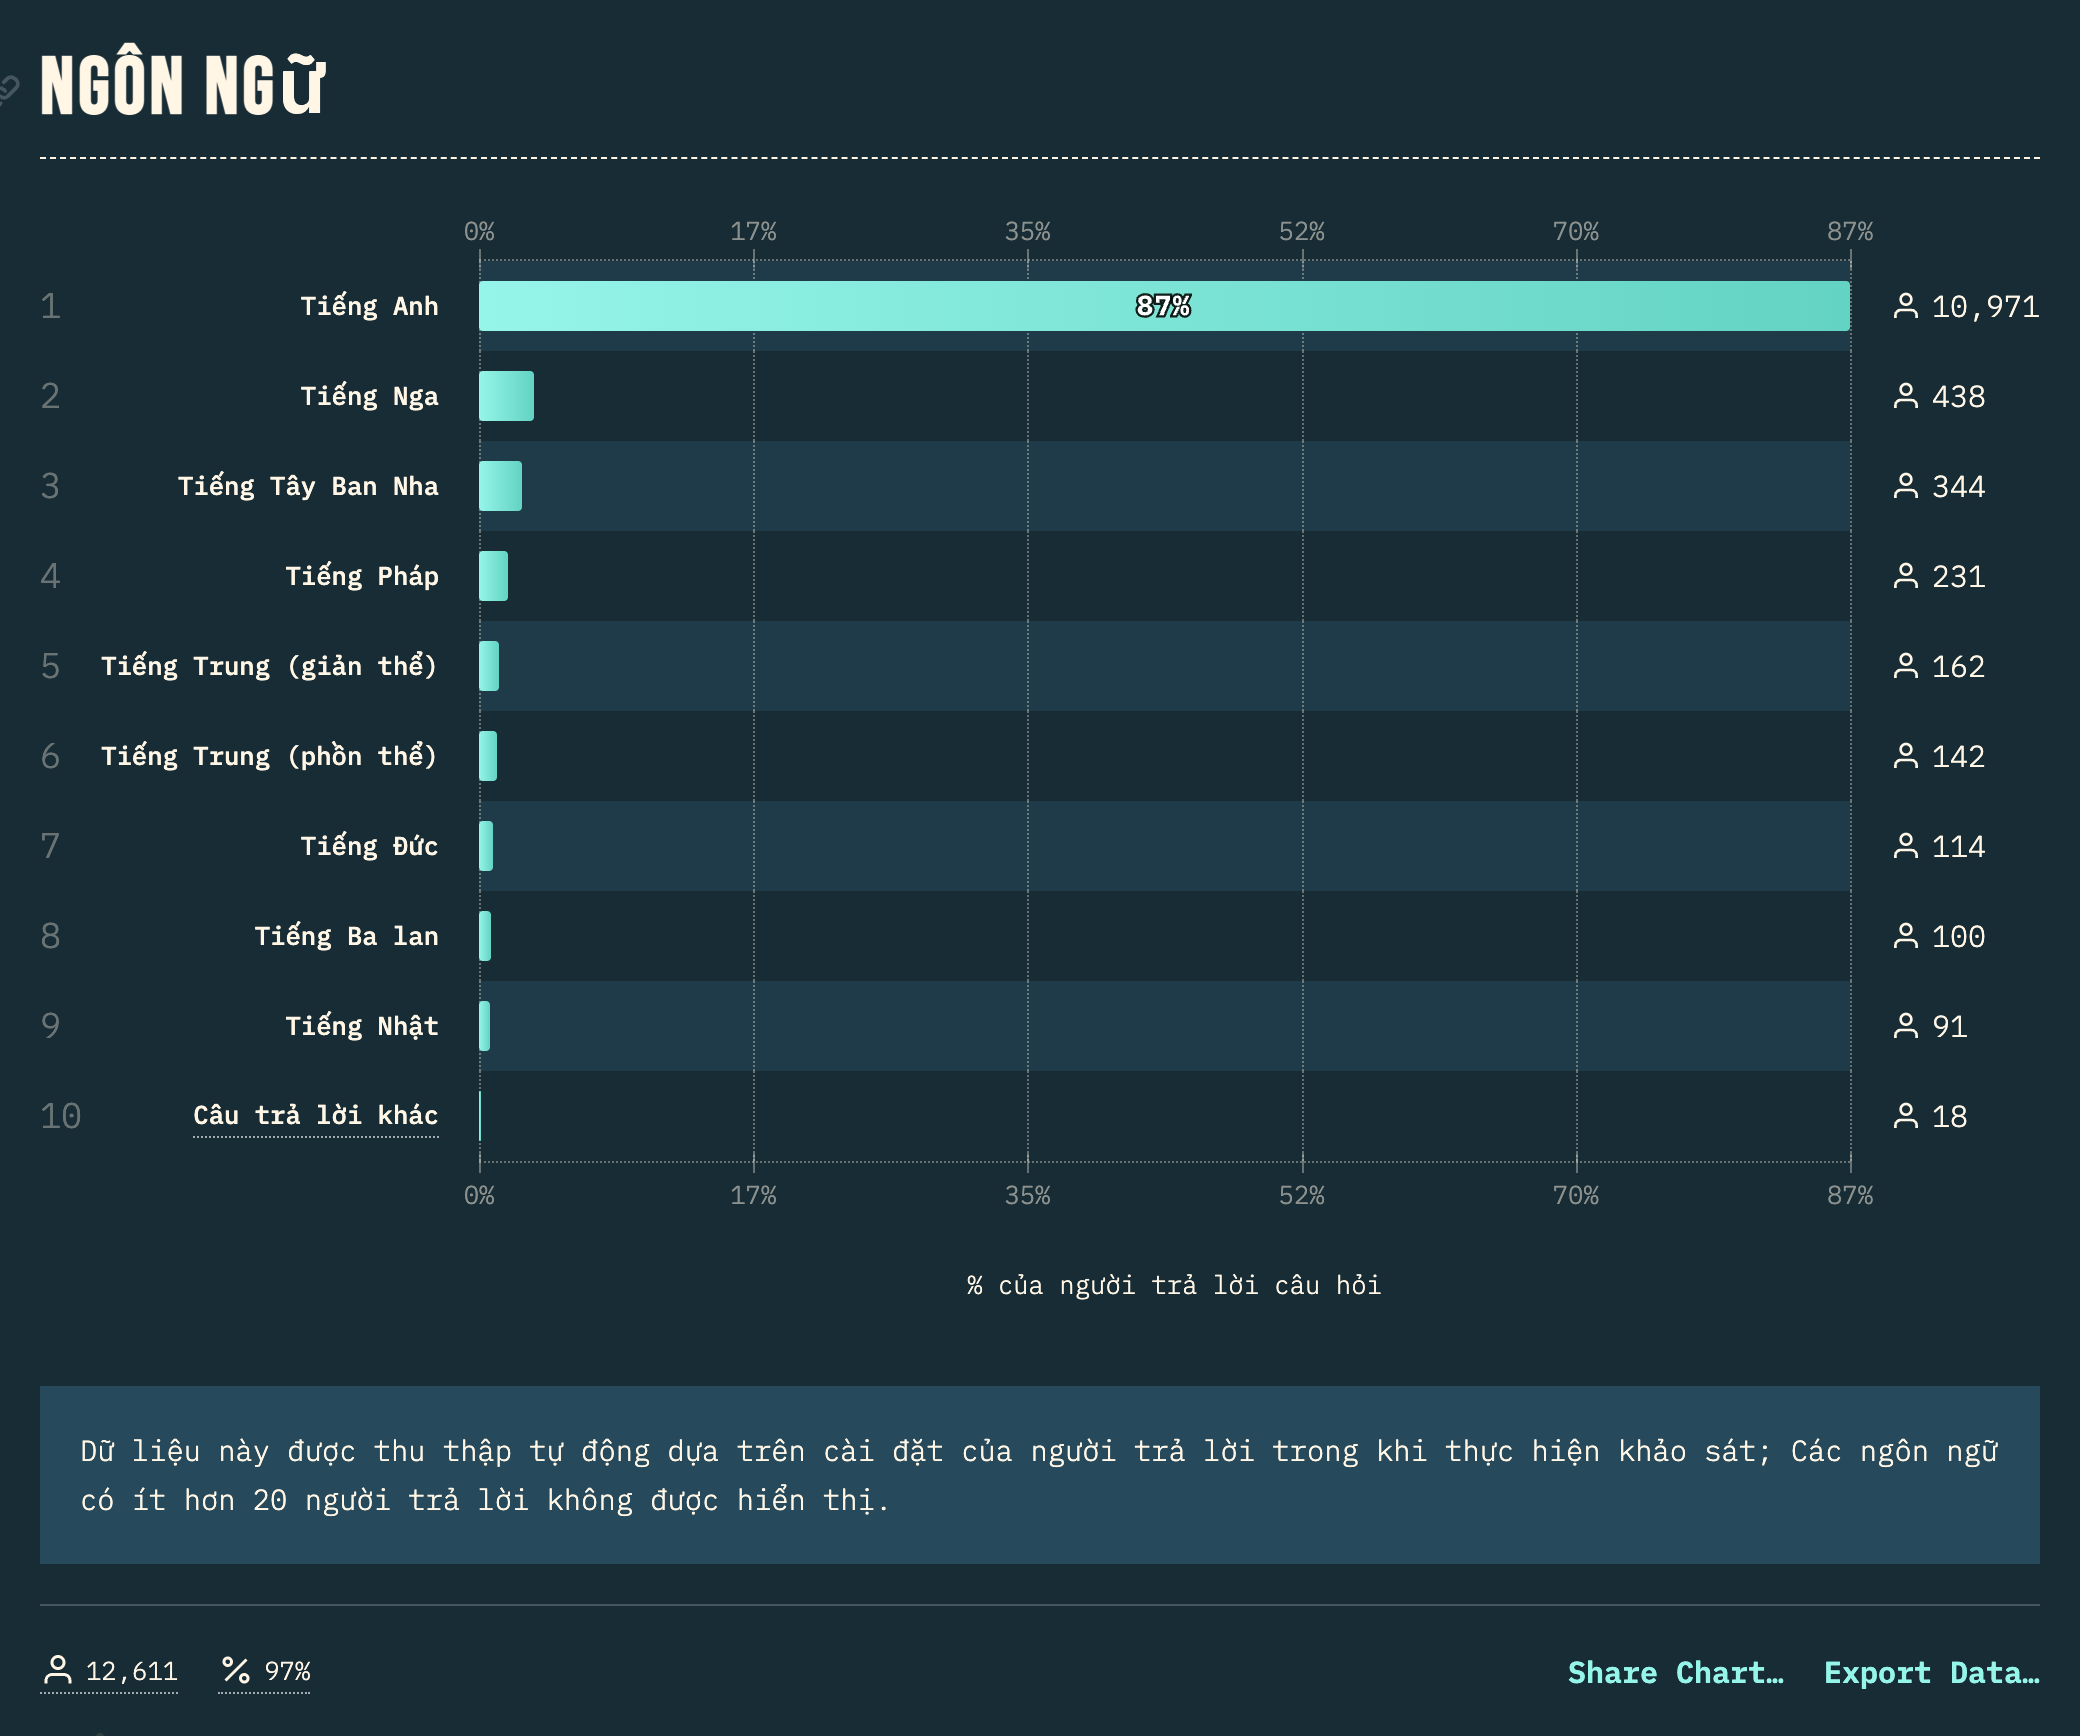 NGÔN NGữ
0% 17% 35% 52% 70% 87%
1 Tiếng Anh 87% 10,971
2 Tiếng Nga 438
3 Tiếng Tây Ban Nha 344
4 Tiếng Pháp 231
5 Tiếng Trung (giản thể) 162
6 Tiếng Trung (phồn thể) 142
7 Tiếng Đức 114
8 Tiếng Ba lan 100
9 Tiếng Nhật 91
10 Câu trả lời khác 18
0% 17% 35% 52% 70% 87%
% của người trả lời câu hỏi
Dữ liệu này được thu thập tự động dựa trên cài đặt của người trả lời trong khi thực hiện khảo sát; Các ngôn ngữ
có ít hơn 20 người trả lời không được hiển thị.
12,611 % 97% Share Chart… Export Data…